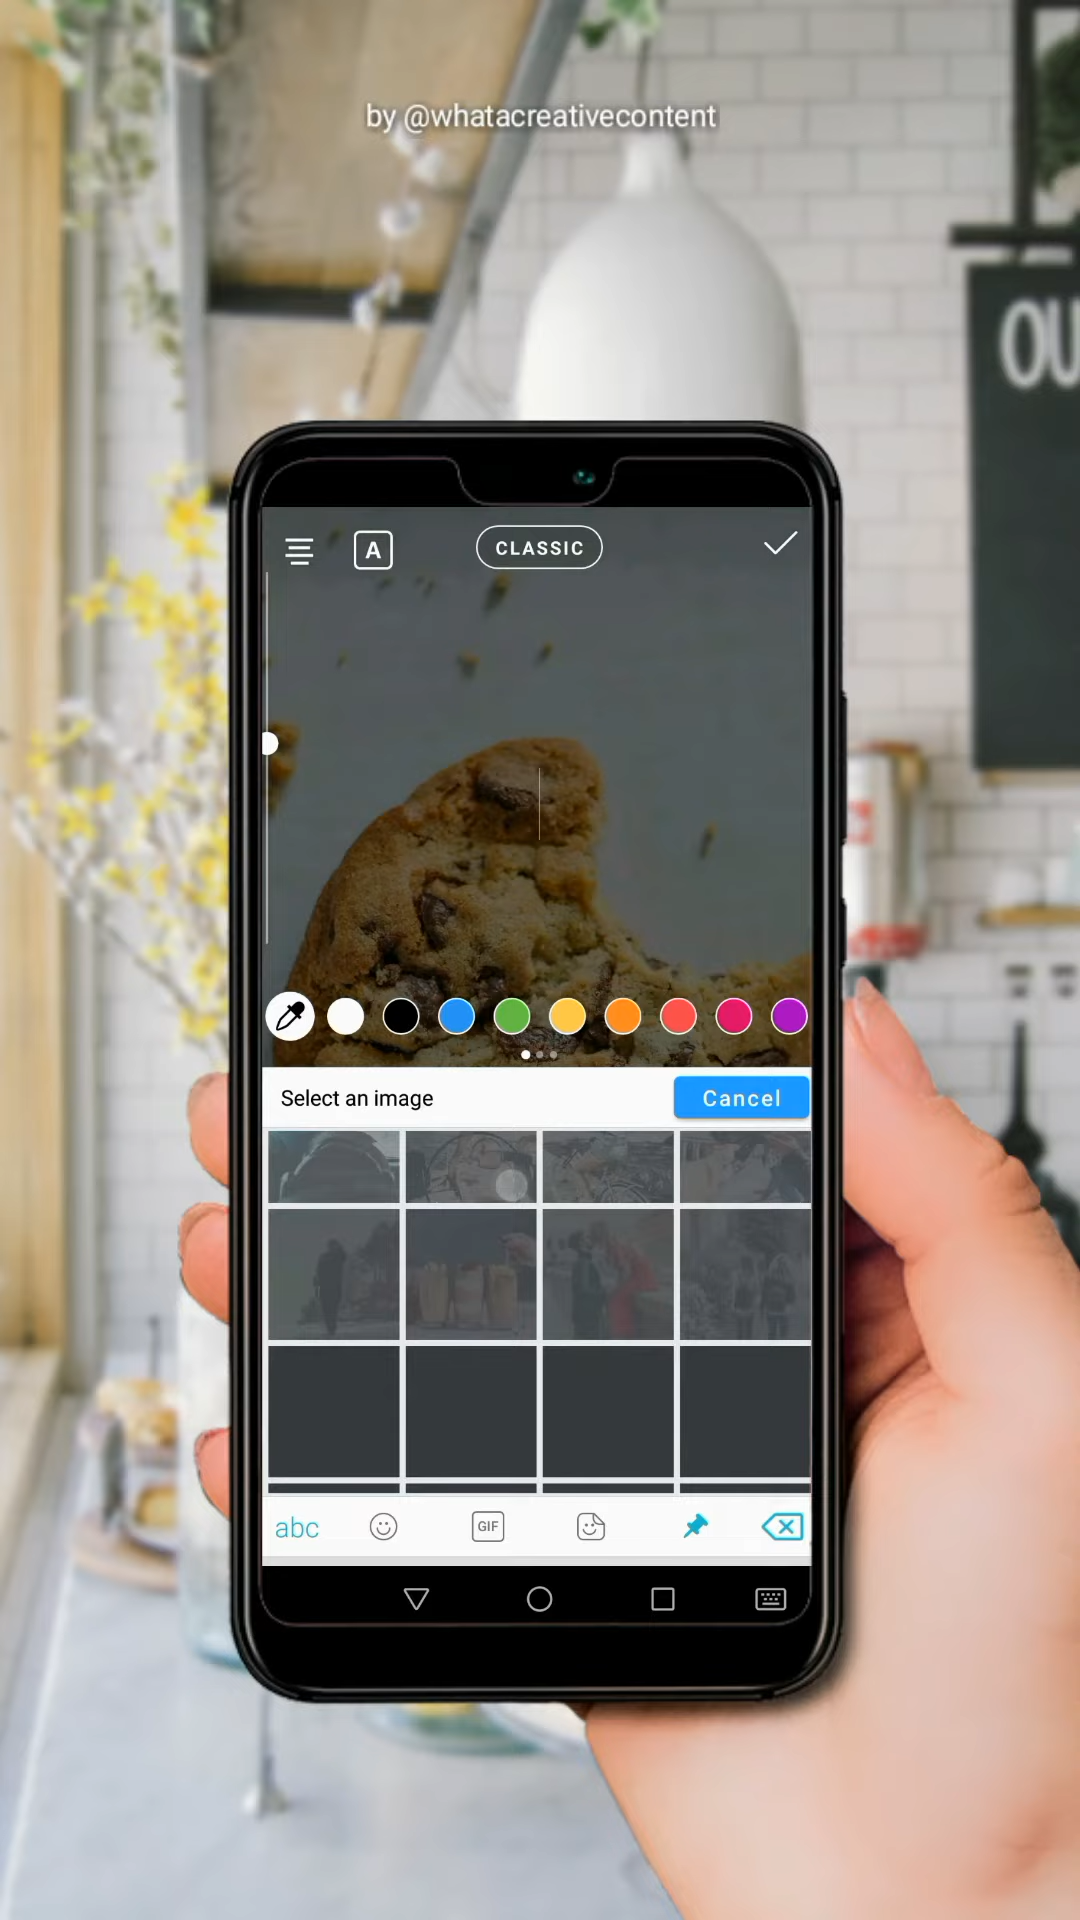 by @whatacreativecontent
OU
A
CLASSIC
Select an image
Cancel
abc
GIF